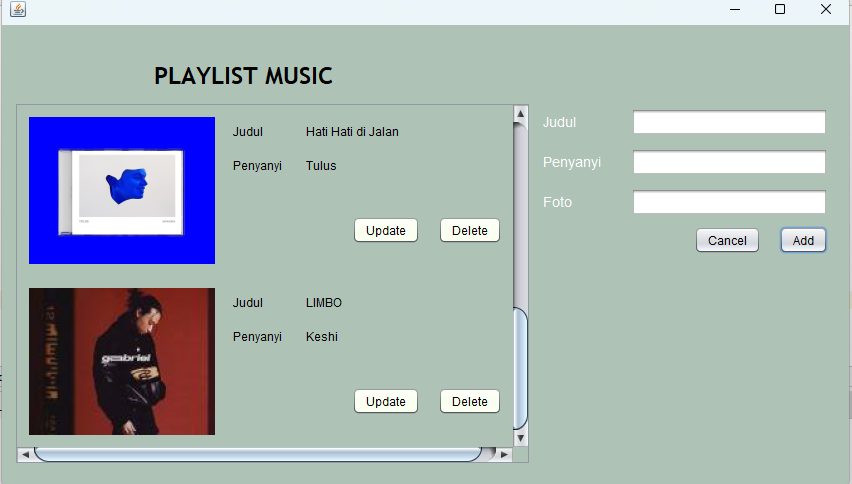 PLAYLIST MUSIC
Judul Hati Hati di Jalan
Penyanyi Tulus
Update Delete
gabriel
Judul LIMBO
Penyanyi Keshi
Update Delete
Judul
Penyanyi
Foto
Cancel Add